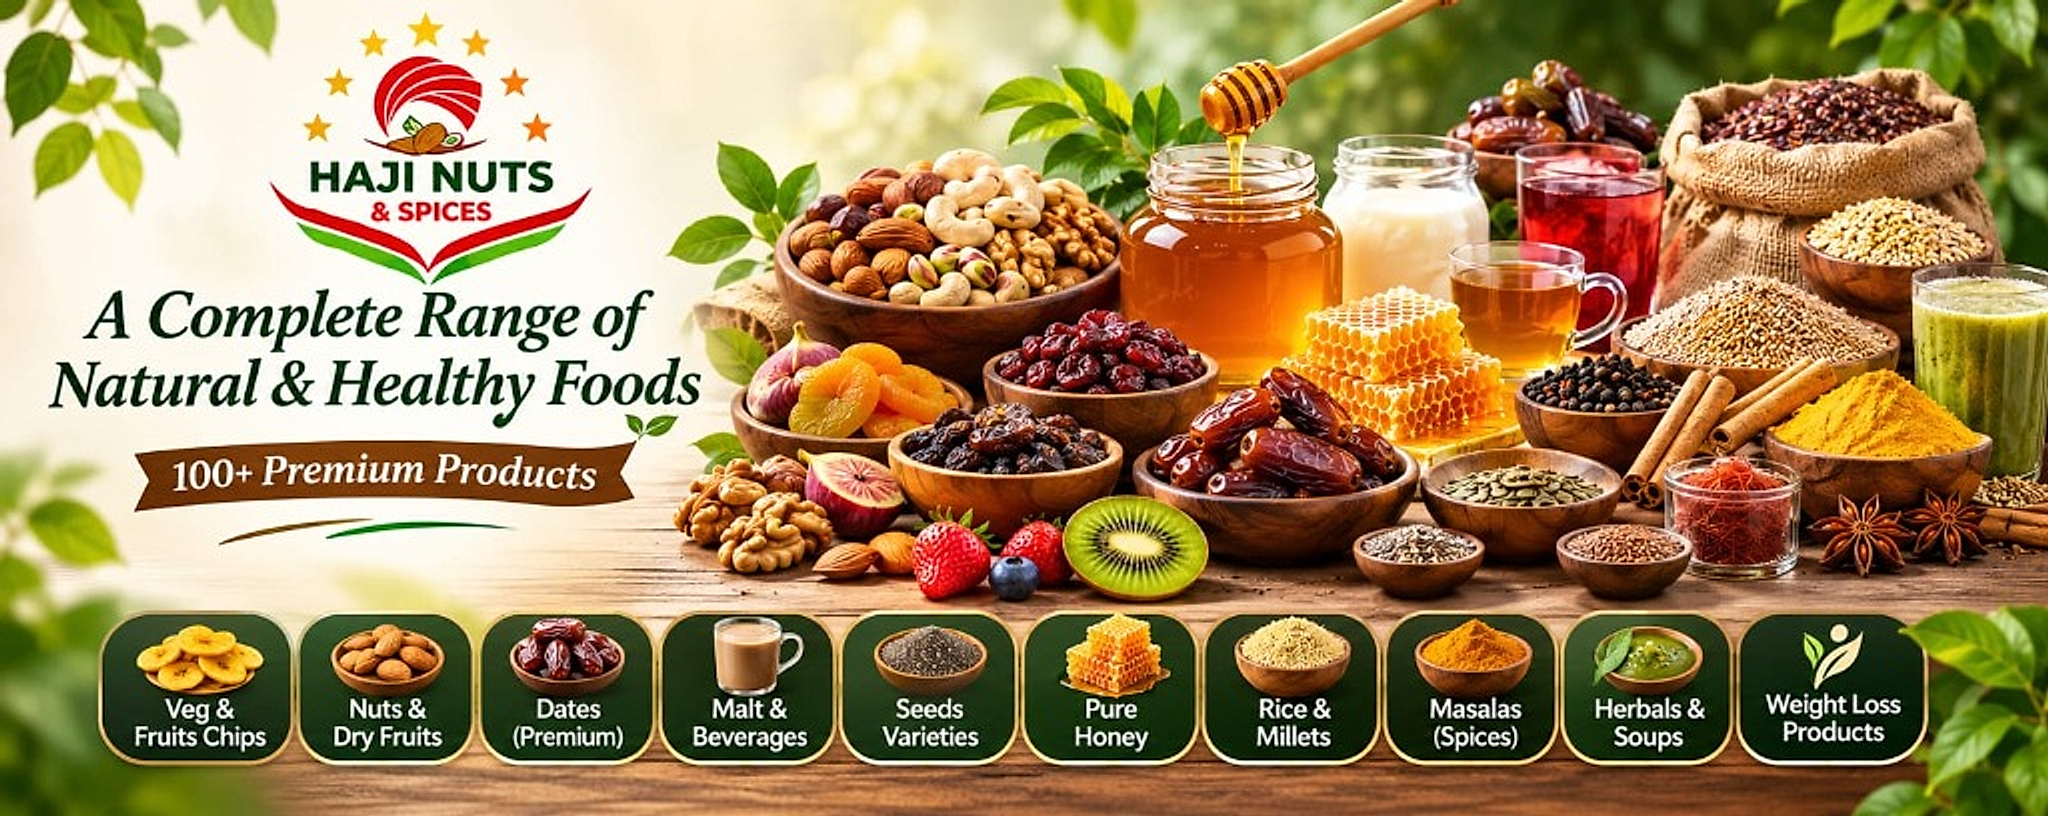 HAJI NUTS
& SPICES
A Complete Range of
Natural & Healthy Foods
100+ Premium Products
Veg &
Fruits Chips
Nuts &
Dry Fruits
Dates
(Premium)
Malt &
Beverages
Seeds
Varieties
Pure
Honey
Rice &
Millets
Masalas
(Spices)
Herbals &
Soups
Weight Loss
Products